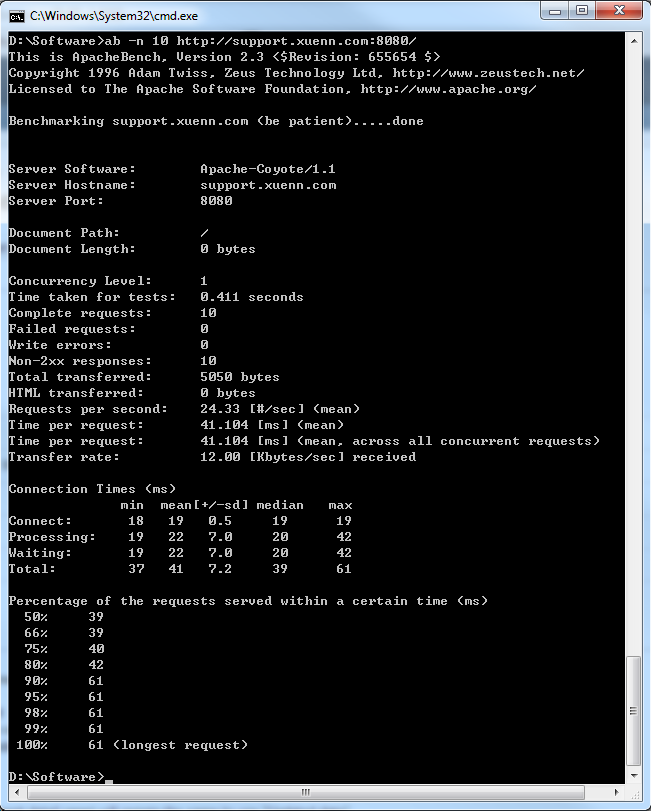 C:\Windows\System32\cmd.exe
D:\Software>ab -n 10 http://support.xuenn.com:8080/
This is ApacheBench, Version 2.3 <$Revision: 655654 $>
Copyright 1996 Adam Twiss, Zeus Technology Ltd, http://www.zeustech.net/
Licensed to The Apache Software Foundation, http://www.apache.org/
Benchmarking support.xuenn.com (be patient).....done
Server Software: Apache-Coyote/1.1
Server Hostname: support.xuenn.com
Server Port: 8080
Document Path: /
Document Length: 0 bytes
Concurrency Level: 1
Time taken for tests: 0.411 seconds
Complete requests: 10
Failed requests: 0
Write errors: 0
Non-2xx responses: 10
Total transferred: 5050 bytes
HTML transferred: 0 bytes
Requests per second: 24.33 [#/sec] (mean)
Time per request: 41.104 [ms] (mean)
Time per request: 41.104 [ms] (mean, across all concurrent requests)
Transfer rate: 12.00 [Kbytes/sec] received
Connection Times (ms)
min mean[+/-sd] median max
Connect: 18 19 0.5 19 19
Processing: 19 22 7.0 20 42
Waiting: 19 22 7.0 20 42
Total: 37 41 7.2 39 61
Percentage of the requests served within a certain time (ms)
50% 39
66% 39
75% 40
80% 42
90% 61
95% 61
98% 61
99% 61
100% 61 (longest request)
D:\Software>_